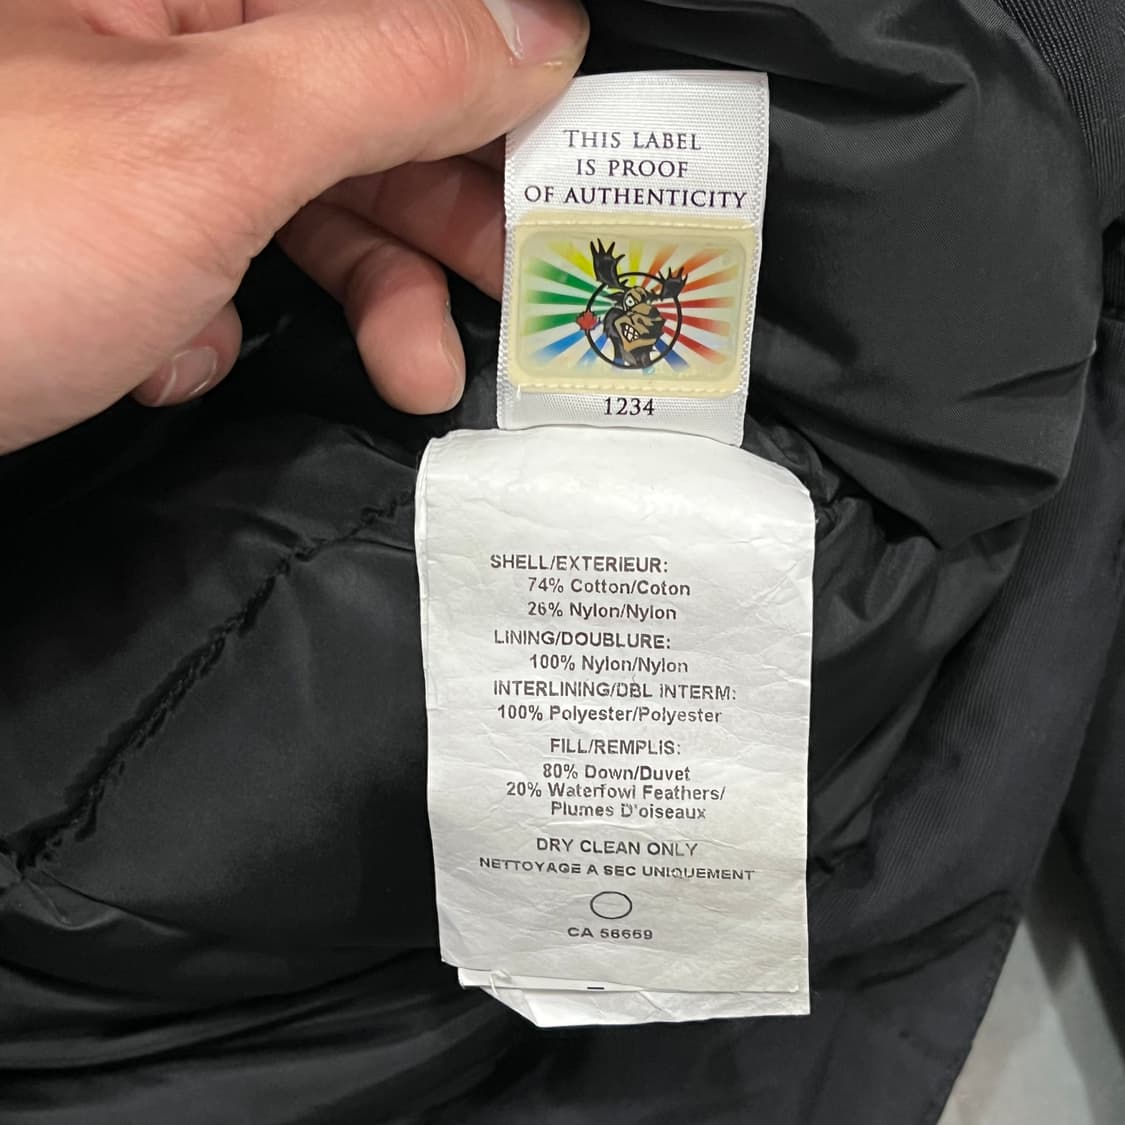 THIS LABEL
IS PROOF
OF AUTHENTICITY
1234
SHELL/EXTERIEUR:
74% Cotton/Coton
26% Nylon/Nylon
LINING/DOUBLURE:
100% Nylon/Nylon
INTERLINING/DBL INTERM:
100% Polyester/Polyester
FILL/REMPLIS:
80% Down/Duvet
20% Waterfowl Feathers/
Plumes D'oiseaux
DRY CLEAN ONLY
NETTOYAGE A SEC UNIQUEMENT
CA 56669